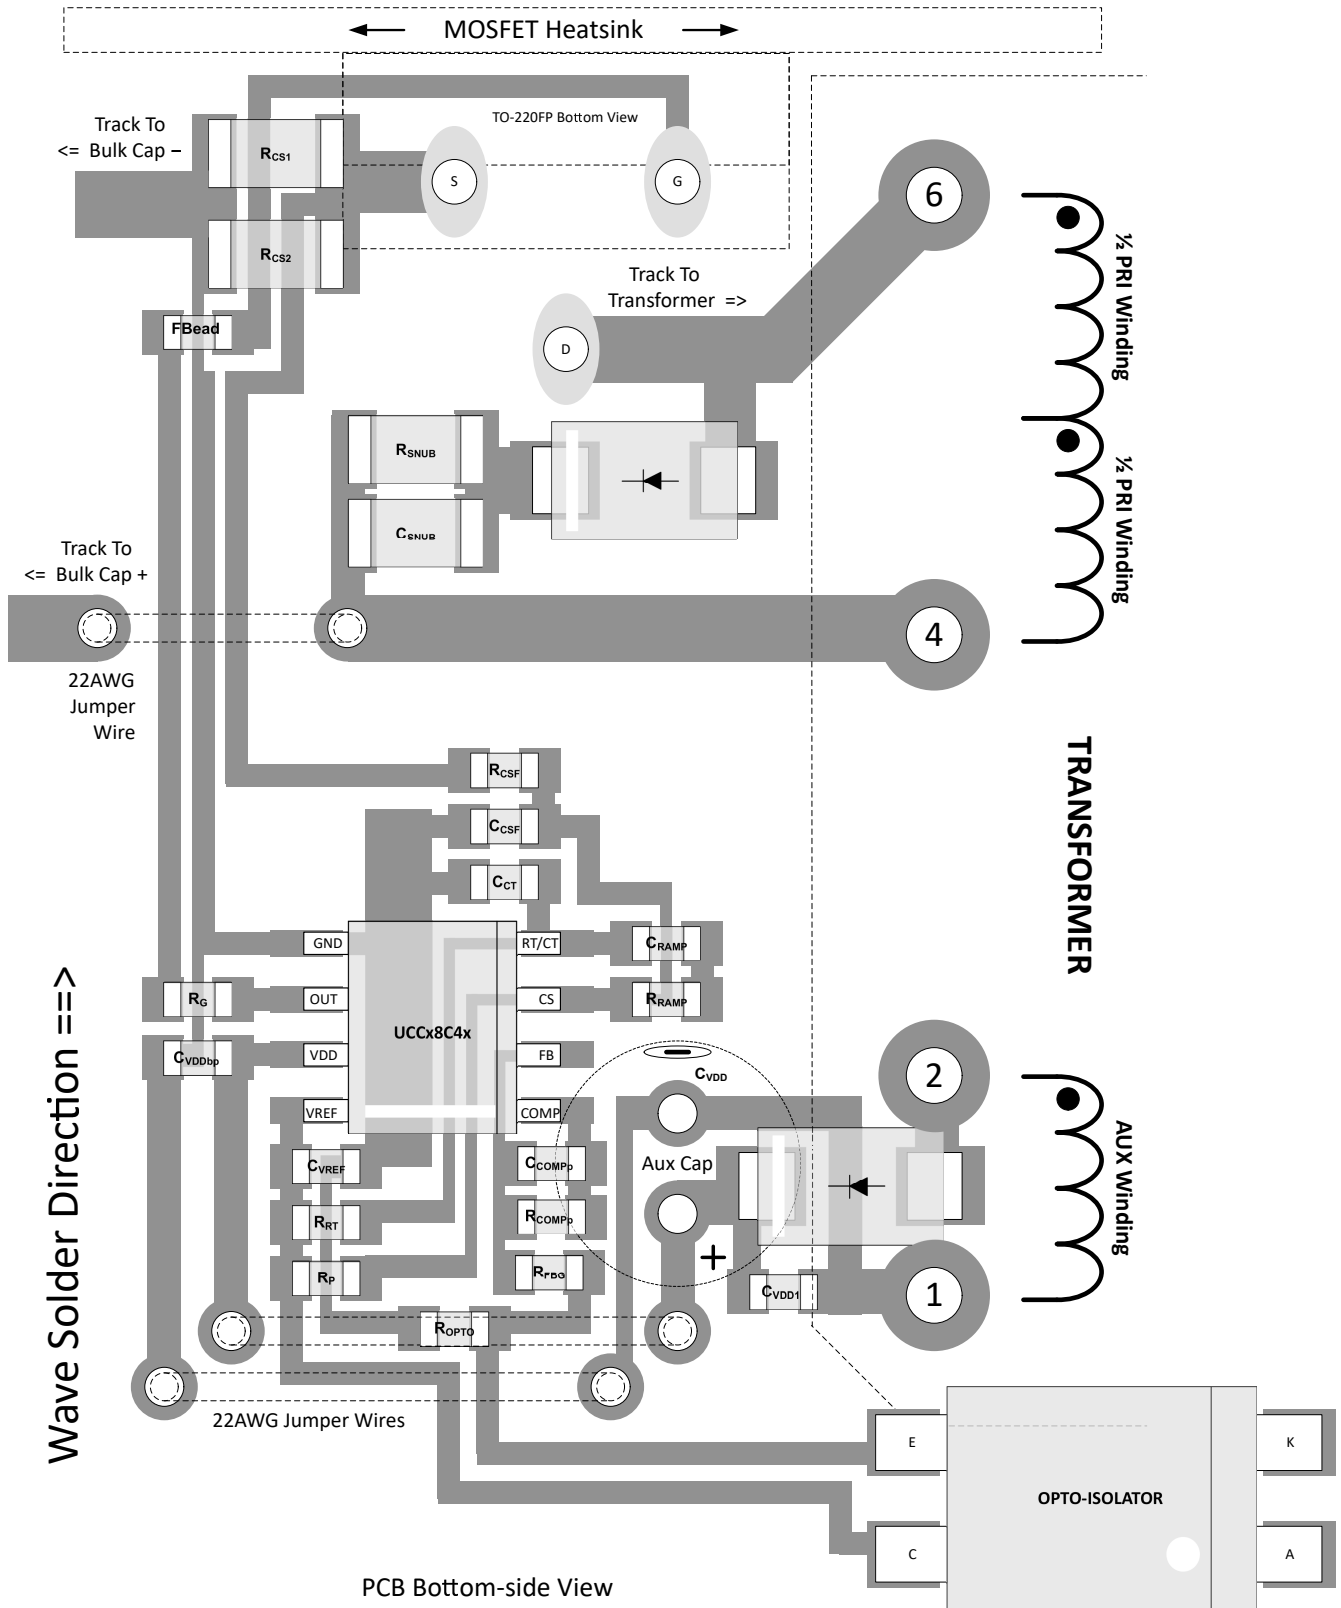 MOSFET Heatsink
TO-220FP Bottom View
Track To
<= Bulk Cap –
RCS1
S
G
6
RCS2
½ PRI Winding
Track To
Transformer =>
FBead
D
RSNUB
½ PRI Winding
CSNUB
Track To
<= Bulk Cap +
4
22AWG
Jumper
Wire
TRANSFORMER
RCSF
CCSF
CCT
GND
RT/CT
CRAMP
RG
OUT
CS
RRAMP
UCCx8C4x
CVDDbp
VDD
FB
CVDD
2
VREF
COMP
Wave Solder Direction ==>
CVREF
CCOMPp
Aux Cap
AUX Winding
RRT
RCOMPp
+
RP
RFBG
CVDD1
1
ROPTO
22AWG Jumper Wires
E
K
OPTO-ISOLATOR
C
A
PCB Bottom-side View